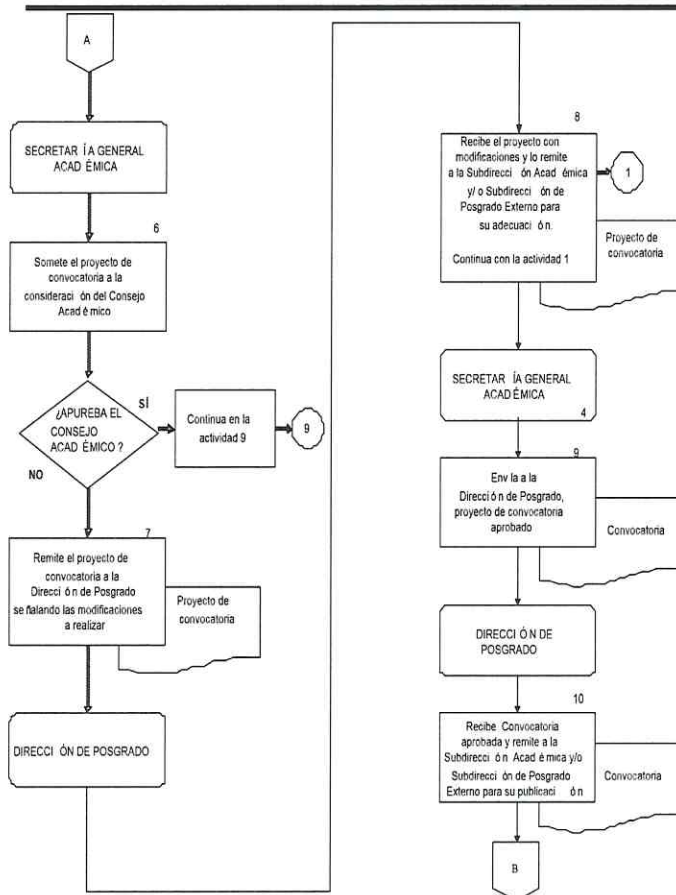 A
SECRETAR ÍA GENERAL
ACAD ÉMICA
6
Somete el proyecto de
convocatoria a la
consideraci ón del Consejo
Acad é mico
¿APUREBA EL
CONSEJO
ACAD ÉMICO ?
SÍ
NO
Continua en la
actividad 9
9
7
Remite el proyecto de
convocatoria a la
Direcci ón de Posgrado
se ñalando las modificaciones
a realizar
Proyecto de
convocatoria
DIRECCI ÓN DE POSGRADO
8
Recibe el proyecto con
modificaciones y lo remite
a la Subdirecci ón Acad émica
y/o Subdirecci ón de
Posgrado Externo para
su adecuaci ón.
Continua con la actividad 1
1
Proyecto de
convocatoria
SECRETAR ÍA GENERAL
ACAD ÉMICA
4
9
Env ía a la
Direcci ó n de Posgrado,
proyecto de convocatoria
aprobado
Convocatoria
DIRECCI Ó N DE
POSGRADO
10
Recibe Convocatoria
aprobada y remite a la
Subdirecci ó n Acad é mica y/o
Subdirecci ón de Posgrado
Externo para su publicaci ó n
Convocatoria
B